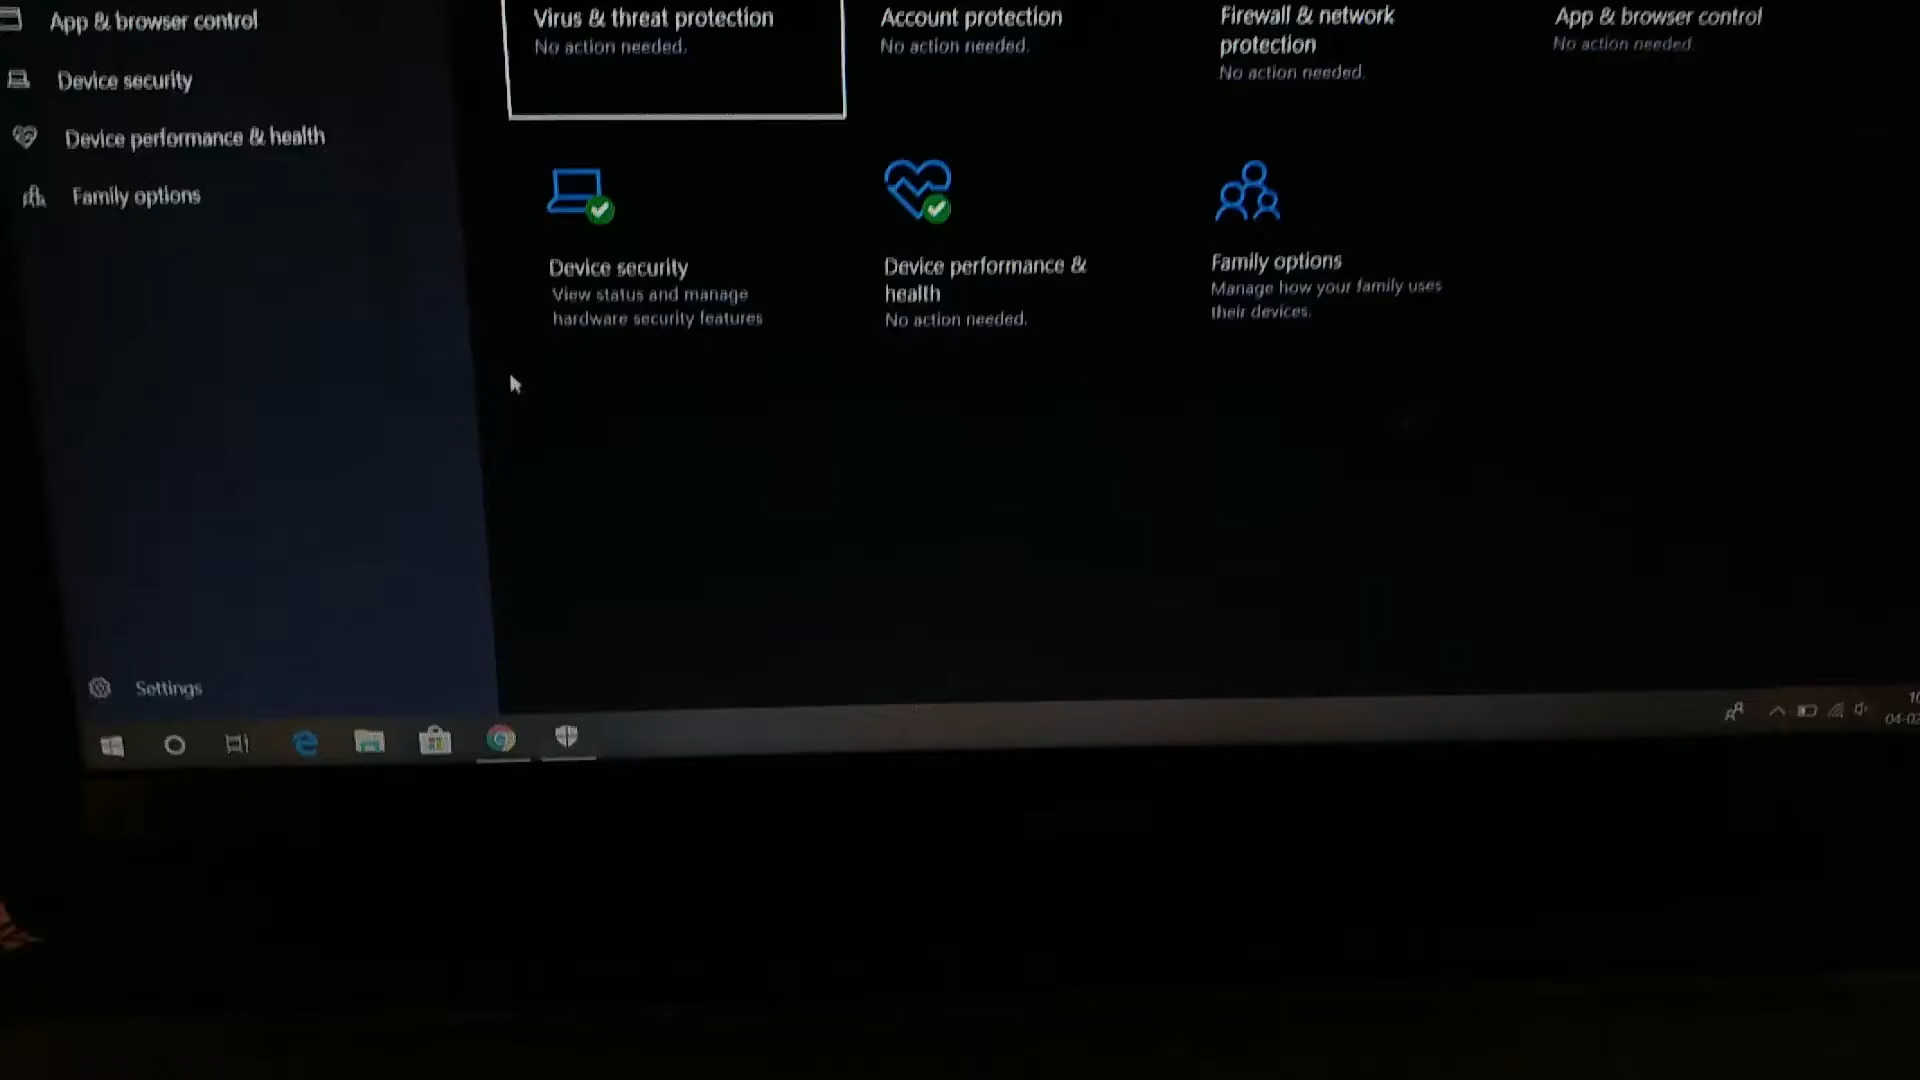 App & browser control
Device security
Device performance & health
Family options
Settings
Virus & threat protection
No action needed.
Account protection
No action needed.
Firewall & network
protection
No action needed.
App & browser control
No action needed.
Device security
View status and manage
hardware security features
Device performance &
health
No action needed.
Family options
Manage how your family uses
their devices.